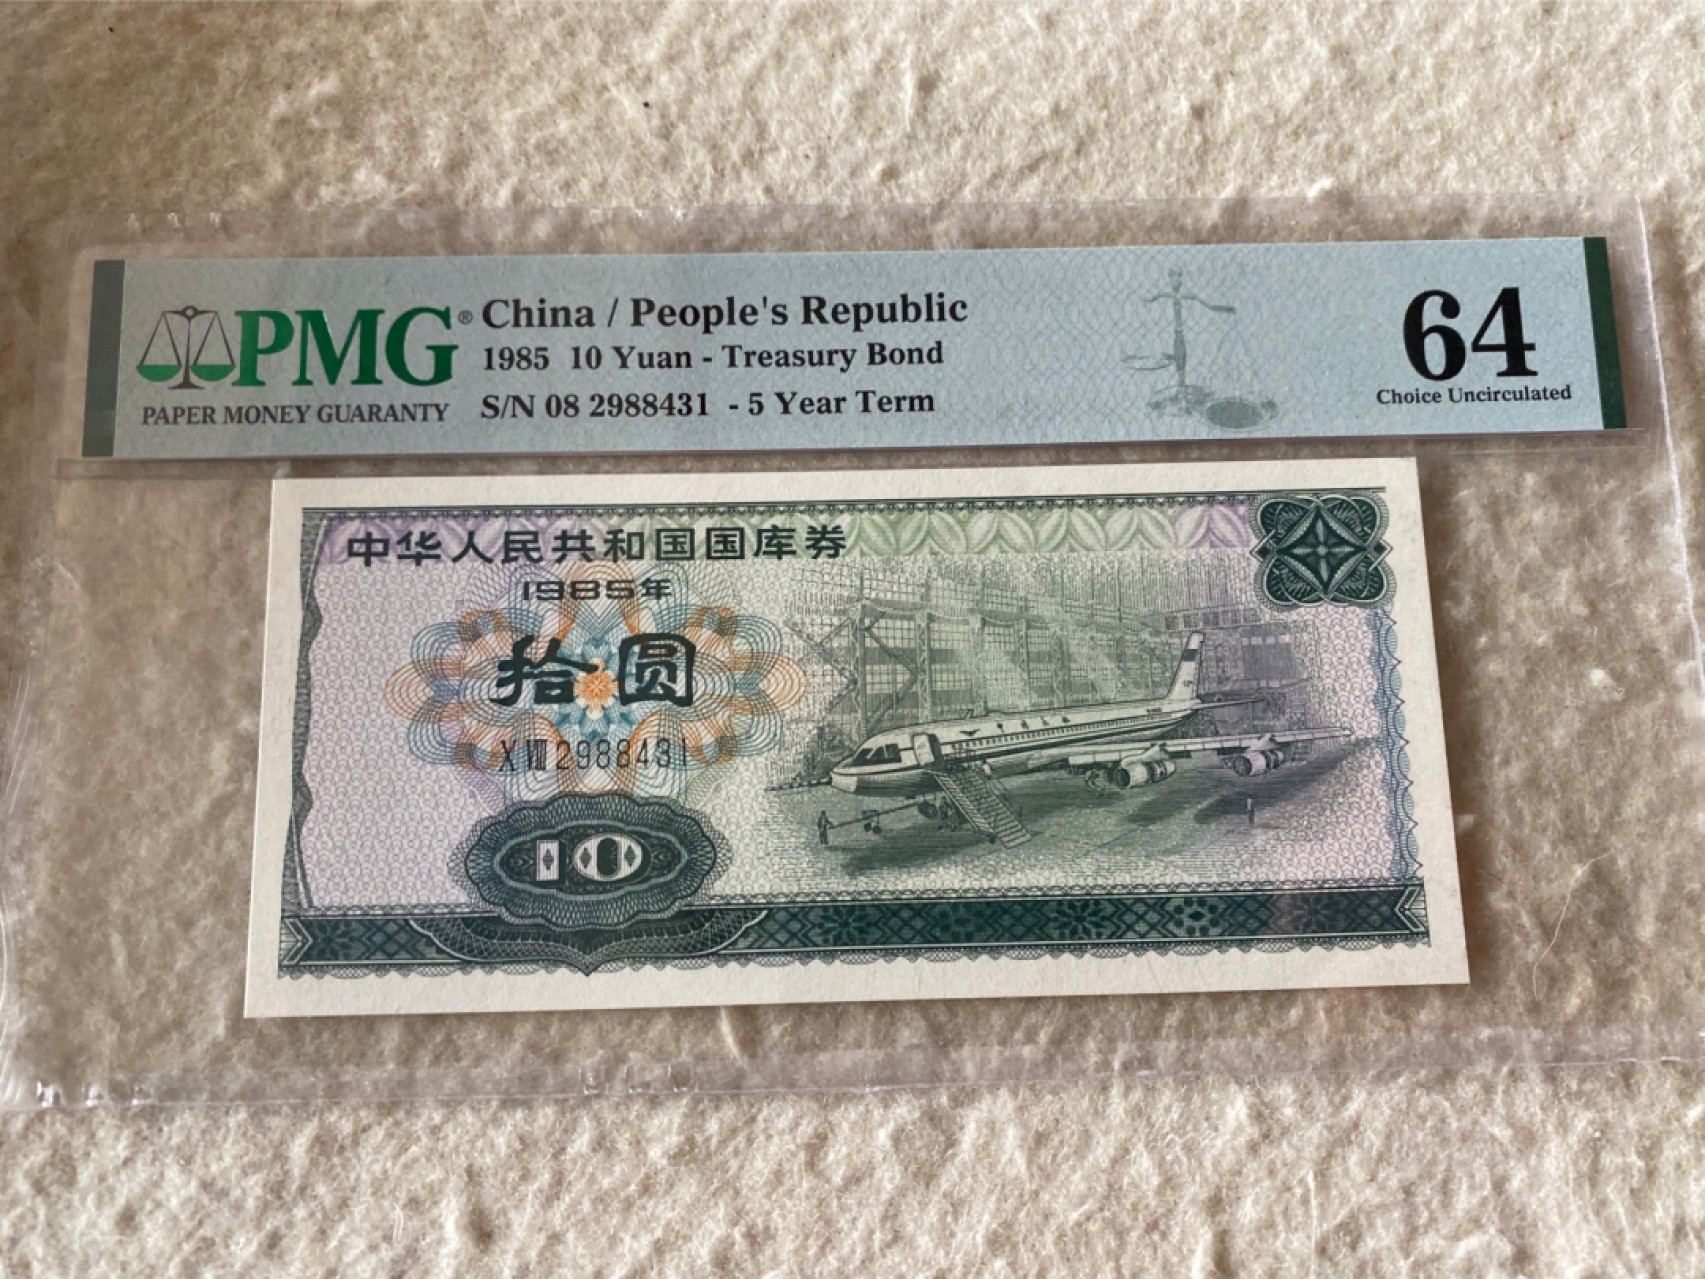 PMG®
PAPER MONEY GUARANTY
China / People's Republic
1985 10 Yuan - Treasury Bond
S/N 08 2988431 - 5 Year Term
64
Choice Uncirculated
中华人民共和国国库券
1985年
拾圆
XVIII2988431
10